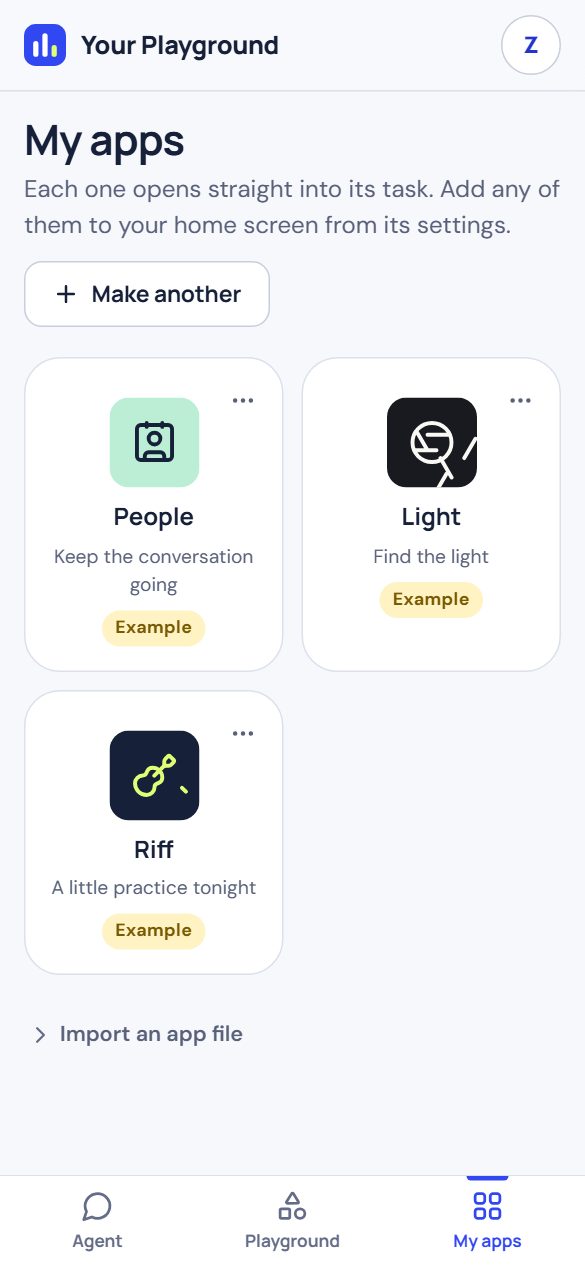 Your Playground
Z
My apps
Each one opens straight into its task. Add any of
them to your home screen from its settings.
+ Make another
People
Keep the conversation
going
Example
Light
Find the light
Example
Riff
A little practice tonight
Example
Import an app file
Agent
Playground
My apps